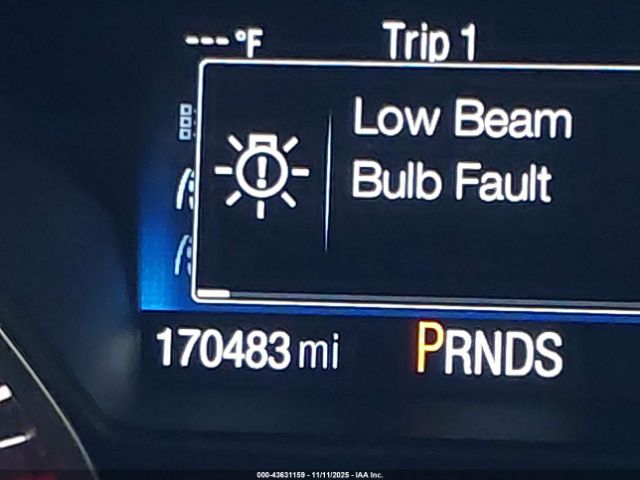 ---°F Trip 1
Low Beam
Bulb Fault
170483 mi PRNDS
000-43631159 - 11/11/2025 - IAA Inc.